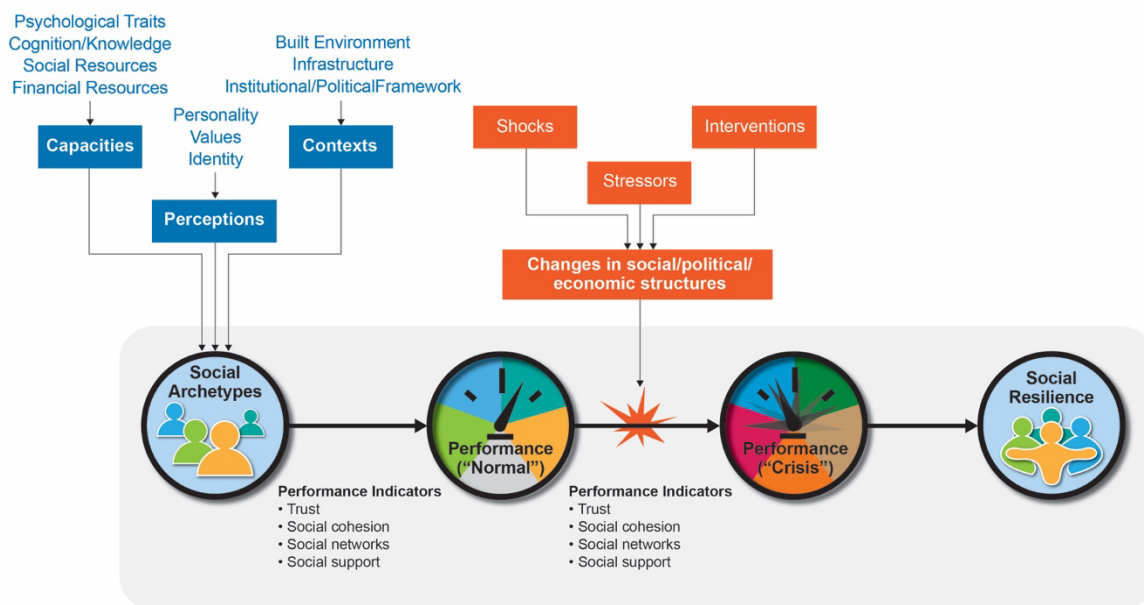 Psychological Traits
Cognition/Knowledge
Social Resources
Financial Resources
Capacities
Personality
Values
Identity
Perceptions
Built Environment
Infrastructure
Institutional/PoliticalFramework
Contexts
Shocks
Stressors
Interventions
Changes in social/political/
economic structures
Social
Archetypes
Performance
(“Normal”)
Performance
(“Crisis”)
Social
Resilience
Performance Indicators
• Trust
• Social cohesion
• Social networks
• Social support
Performance Indicators
• Trust
• Social cohesion
• Social networks
• Social support